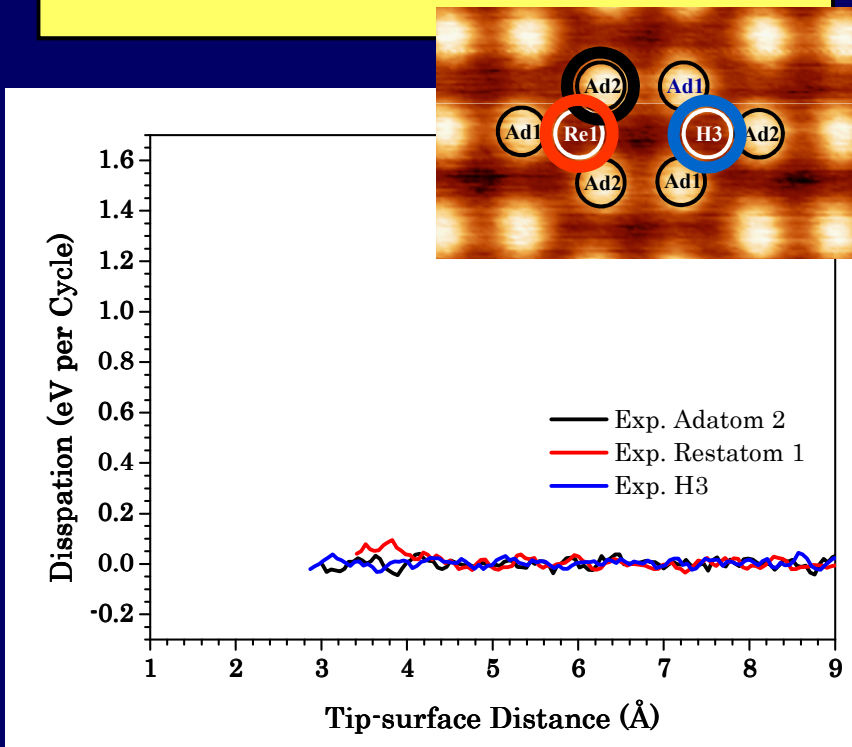 Ad2 Ad1
Ad1 Re1 H3 Ad2
Ad2 Ad1
1.6
1.4
1.2
1.0
0.8
0.6
0.4
0.2
0.0
-0.2
Disspation (eV per Cycle)
Exp. Adatom 2
Exp. Restatom 1
Exp. H3
1 2 3 4 5 6 7 8 9
Tip-surface Distance (Å)